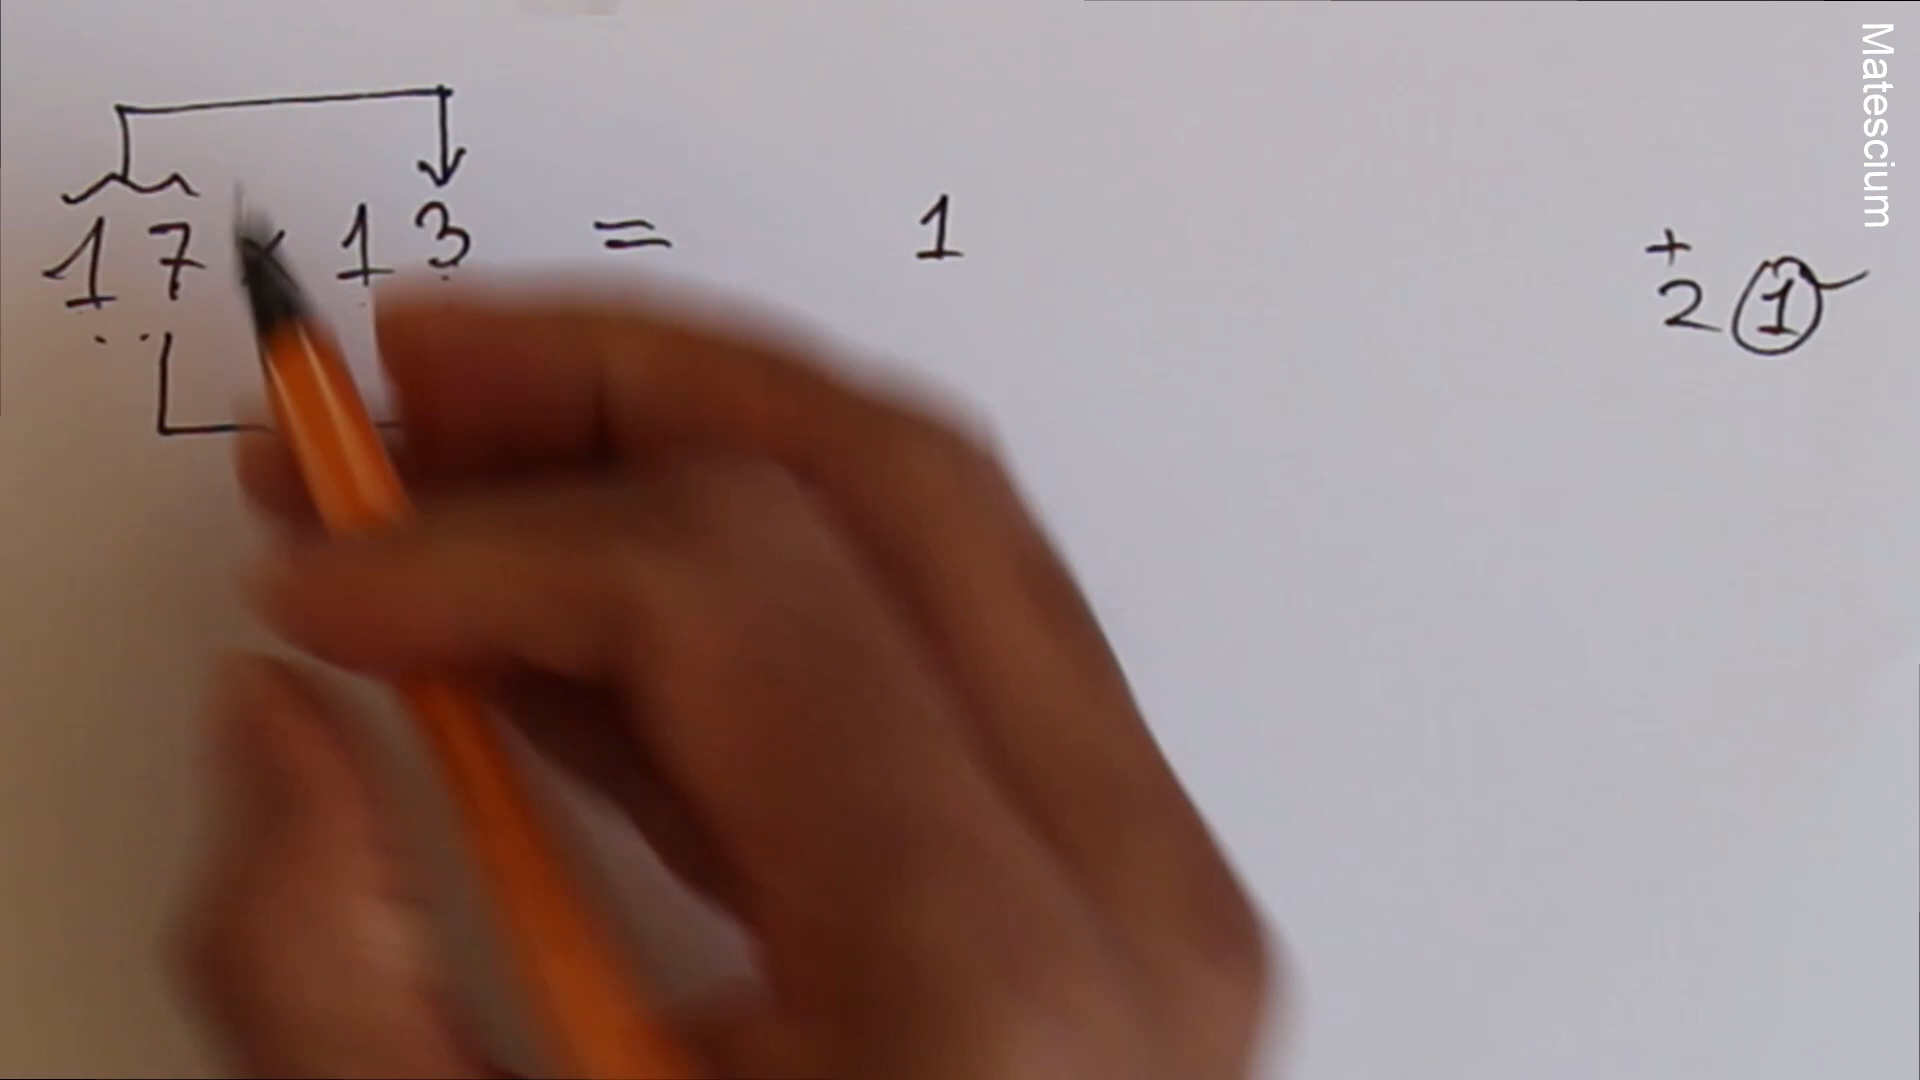 17 × 13 = 1
+
2 1
Matescium